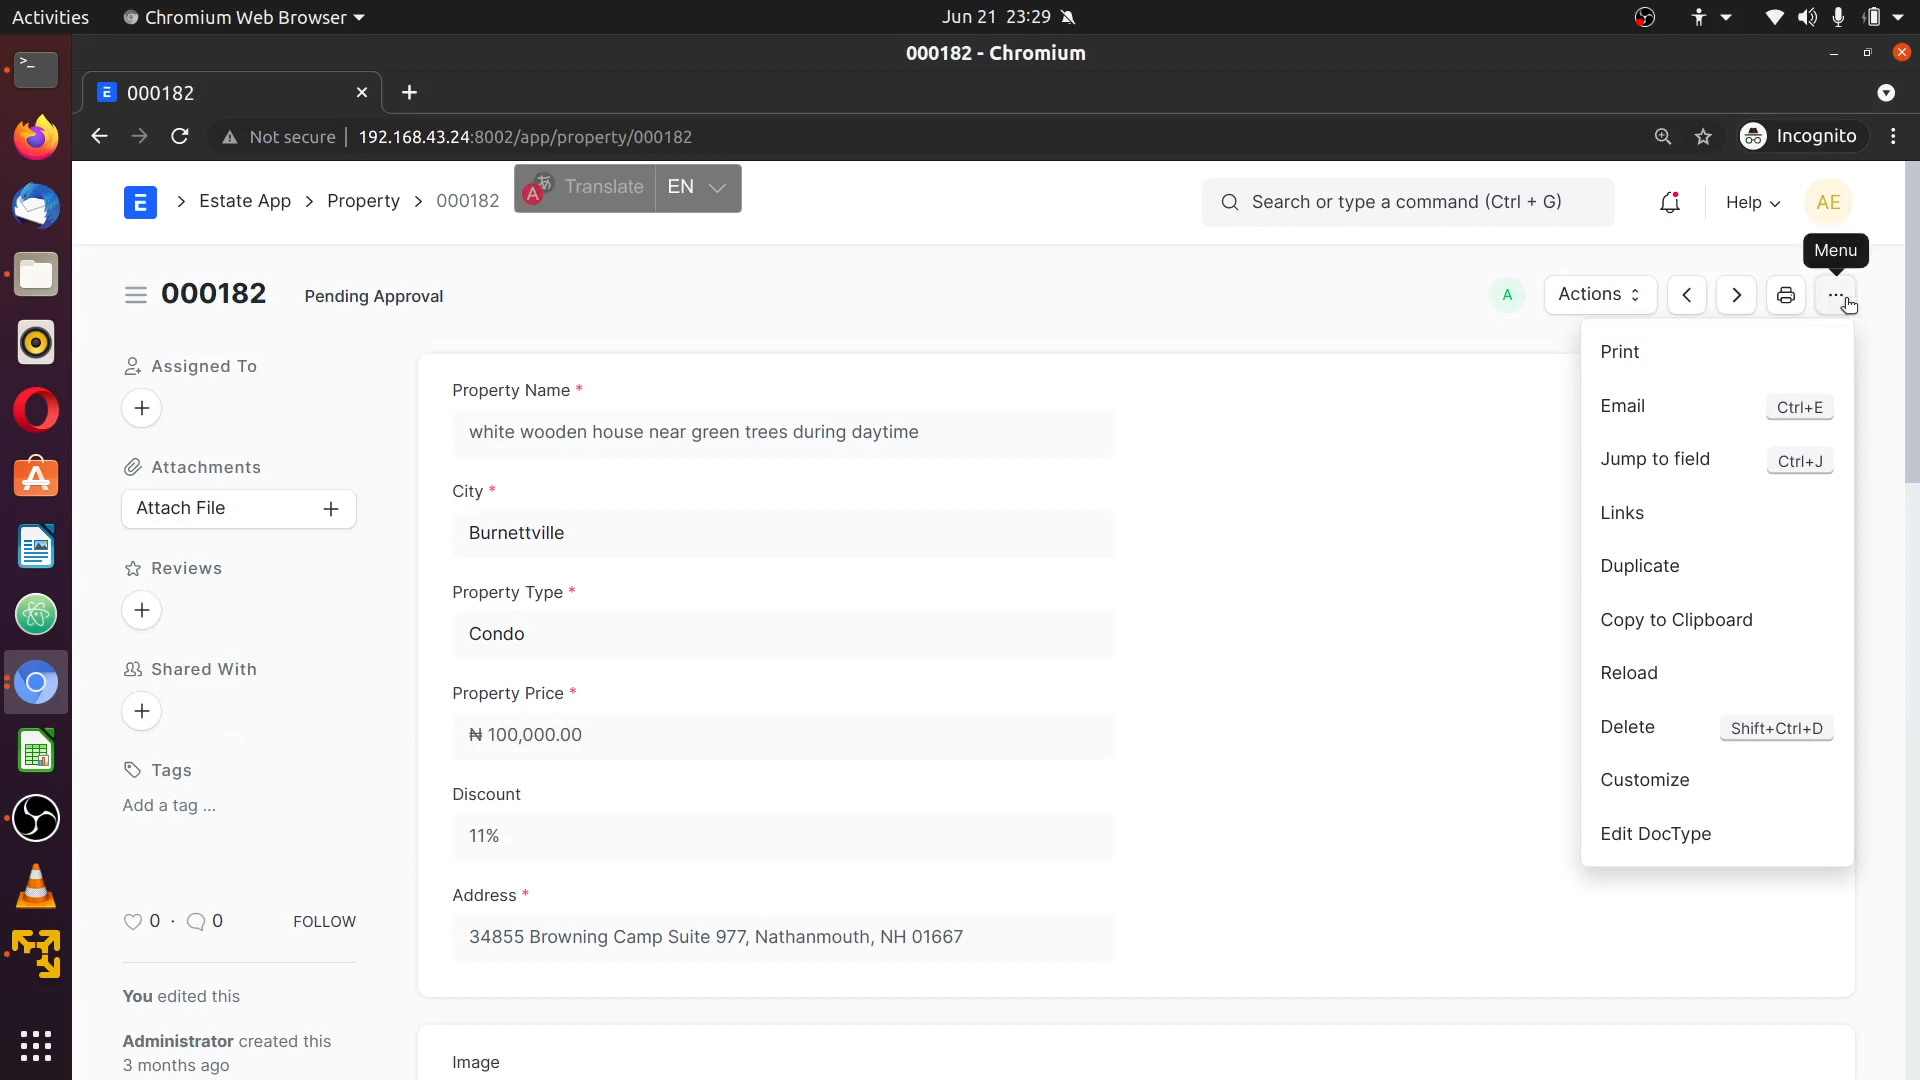 Activities
Chromium Web Browser
Jun 21 23:29
000182 - Chromium
E 000182
Not secure 192.168.43.24:8002/app/property/000182
Incognito
E > Estate App > Property > 000182
A Translate EN
Search or type a command (Ctrl + G)
Help
AE
Menu
000182
Pending Approval
A
Actions
Print
Email Ctrl+E
Jump to field Ctrl+J
Links
Duplicate
Copy to Clipboard
Reload
Delete Shift+Ctrl+D
Customize
Edit DocType
Assigned To
Attachments
Attach File
Reviews
Shared With
Tags
Add a tag ...
0 · 0
FOLLOW
You edited this
Administrator created this
3 months ago
Property Name *
white wooden house near green trees during daytime
City *
Burnettville
Property Type *
Condo
Property Price *
₦ 100,000.00
Discount
11%
Address *
34855 Browning Camp Suite 977, Nathanmouth, NH 01667
Image